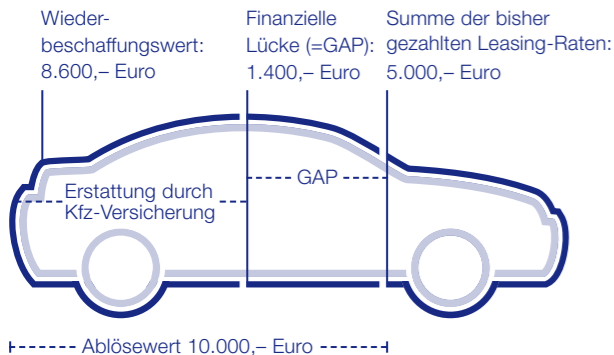 Wieder-
beschaffungswert:
8.600,– Euro
Finanzielle
Lücke (=GAP):
1.400,– Euro
Summe der bisher
gezahlten Leasing-Raten:
5.000,– Euro
Erstattung durch
Kfz-Versicherung
GAP
Ablösewert 10.000,– Euro